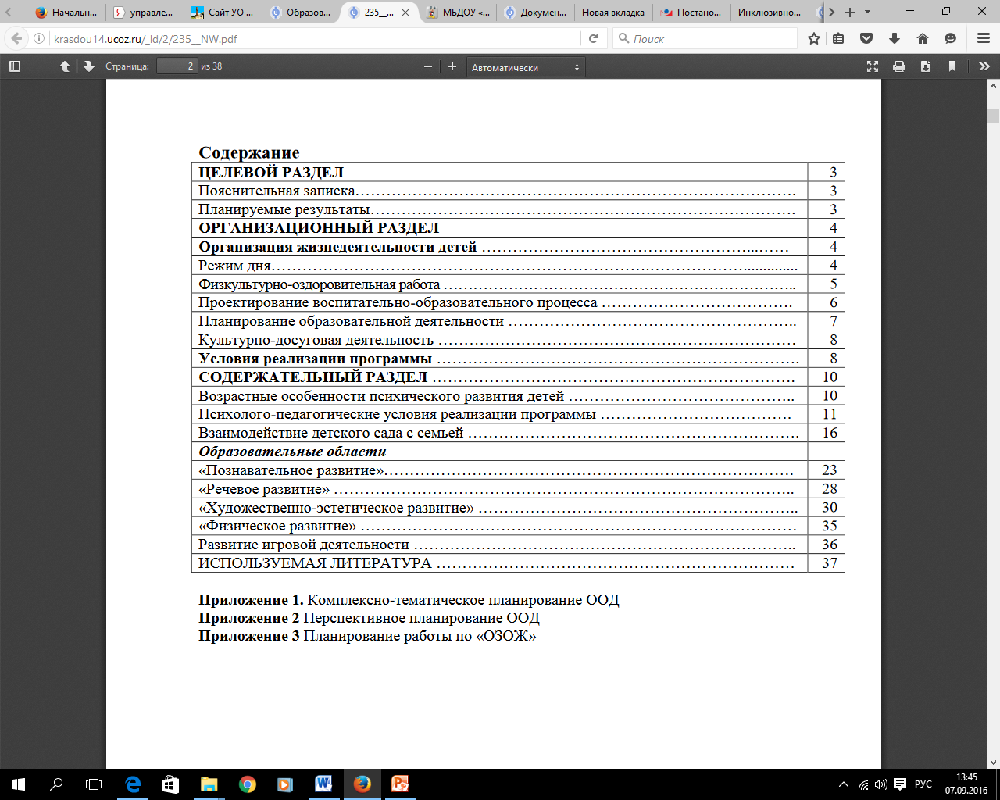 Начальн...
управле...
Сайт УО ...
Образов...
235__...
МБДОУ «...
Докумен...
Новая вкладка
Постано...
Инклюзивно...
krasdou14.ucoz.ru/_ld/2/235__NW.pdf
Поиск
Страница: 2 из 38
Автоматически
Содержание
ЦЕЛЕВОЙ РАЗДЕЛ 3
Пояснительная записка………………………………………………………………………… 3
Планируемые результаты……………………………………………………………………… 3
ОРГАНИЗАЦИОННЫЙ РАЗДЕЛ 4
Организация жизнедеятельности детей …………………………………………..…… 4
Режим дня……………………………………………………………………………............. 4
Физкультурно-оздоровительная работа ………………………………………………….. 5
Проектирование воспитательно-образовательного процесса ……………………………… 6
Планирование образовательной деятельности …………………………………………….. 7
Культурно-досуговая деятельность ………………………………………………………… 8
Условия реализации программы ………………………………………………………… 8
СОДЕРЖАТЕЛЬНЫЙ РАЗДЕЛ ………………………………………………………… 10
Возрастные особенности психического развития детей ………………………………….. 10
Психолого-педагогические условия реализации программы ……………………………… 11
Взаимодействие детского сада с семьей …………………………………………………… 16
Образовательные области
«Познавательное развитие»…………………………………………………………………… 23
«Речевое развитие» ………………………………………………………………………….. 28
«Художественно-эстетическое развитие» ………………………………………………….. 30
«Физическое развитие» ……………………………………………………………………… 35
Развитие игровой деятельности …………………………………………………………….. 36
ИСПОЛЬЗУЕМАЯ ЛИТЕРАТУРА ………………………………………………………… 37
Приложение 1. Комплексно-тематическое планирование ООД
Приложение 2 Перспективное планирование ООД
Приложение 3 Планирование работы по «ОЗОЖ»
РУС
13:45
07.09.2016